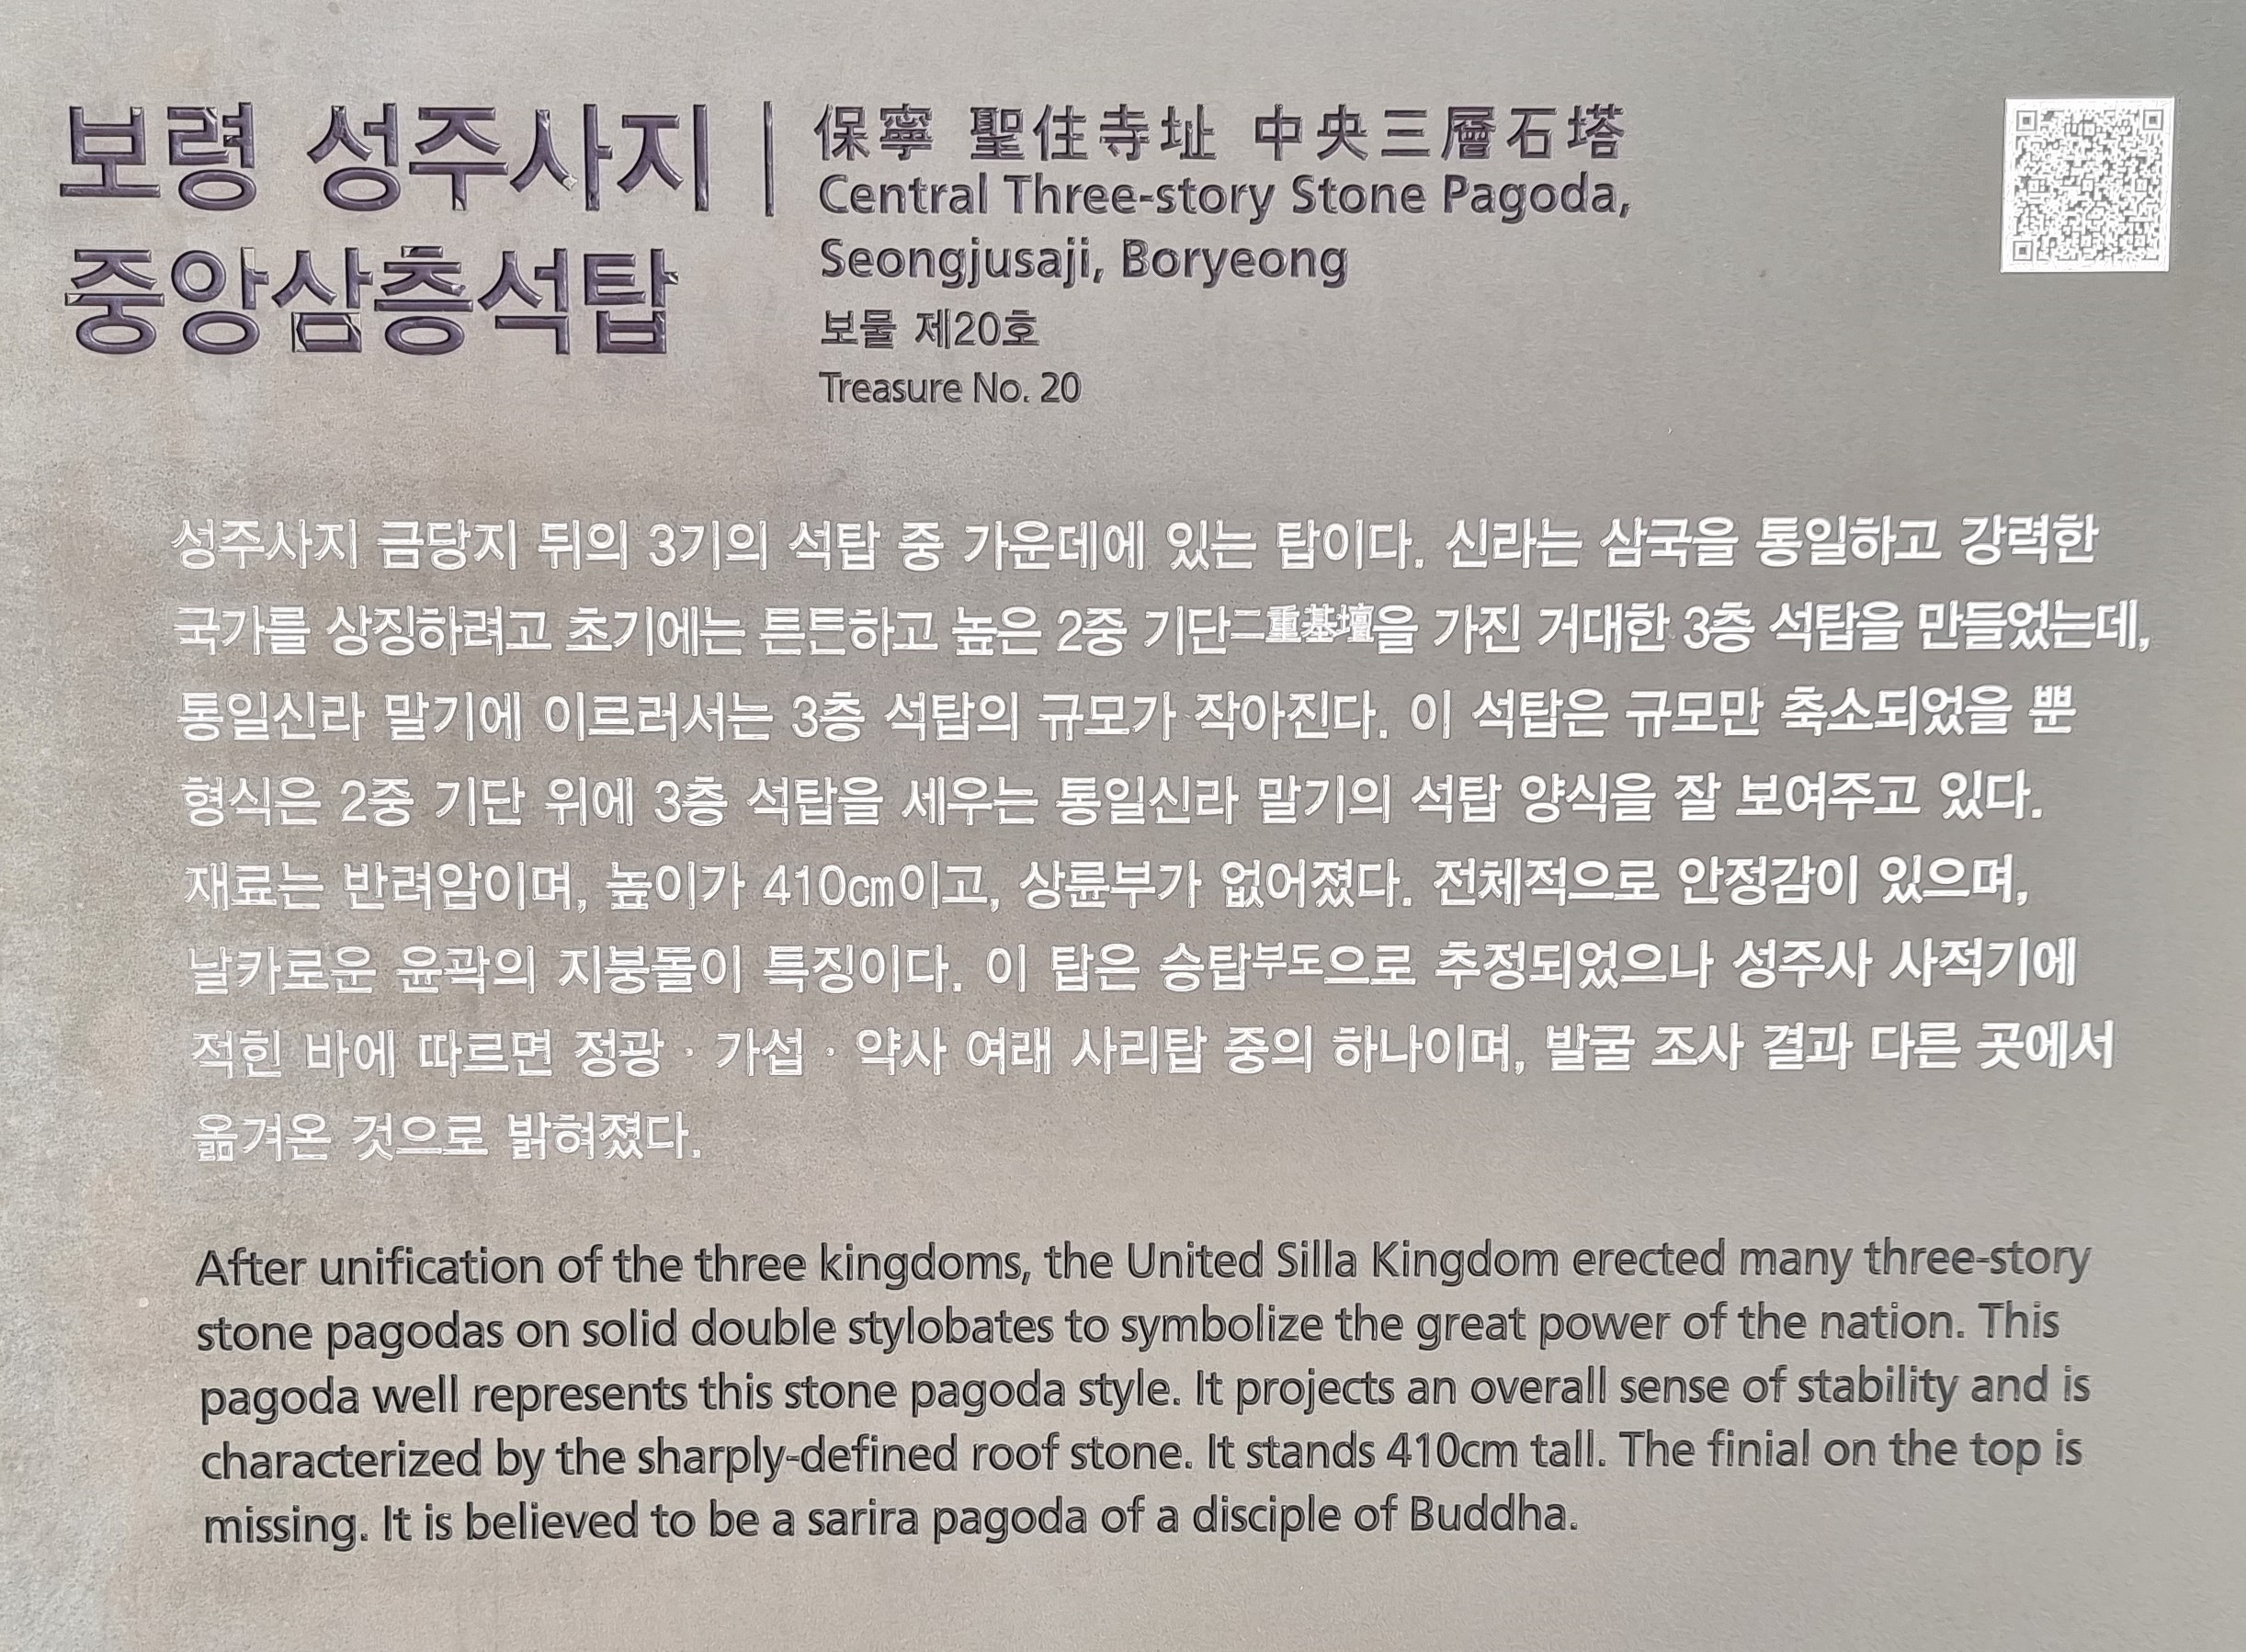 보령 성주사지
중앙삼층석탑
保寧 聖住寺址 中央三層石塔
Central Three-story Stone Pagoda,
Seongjusaji, Boryeong
보물 제20호
Treasure No. 20
성주사지 금당지 뒤의 3기의 석탑 중 가운데에 있는 탑이다. 신라는 삼국을 통일하고 강력한
국가를 상징하려고 초기에는 튼튼하고 높은 2중 기단二重基壇을 가진 거대한 3층 석탑을 만들었는데,
통일신라 말기에 이르러서는 3층 석탑의 규모가 작아진다. 이 석탑은 규모만 축소되었을 뿐
형식은 2중 기단 위에 3층 석탑을 세우는 통일신라 말기의 석탑 양식을 잘 보여주고 있다.
재료는 반려암이며, 높이가 410㎝이고, 상륜부가 없어졌다. 전체적으로 안정감이 있으며,
날카로운 윤곽의 지붕돌이 특징이다. 이 탑은 승탑부도으로 추정되었으나 성주사 사적기에
적힌 바에 따르면 정광 · 가섭 · 약사 여래 사리탑 중의 하나이며, 발굴 조사 결과 다른 곳에서
옮겨온 것으로 밝혀졌다.
After unification of the three kingdoms, the United Silla Kingdom erected many three-story
stone pagodas on solid double stylobates to symbolize the great power of the nation. This
pagoda well represents this stone pagoda style. It projects an overall sense of stability and is
characterized by the sharply-defined roof stone. It stands 410cm tall. The finial on the top is
missing. It is believed to be a sarira pagoda of a disciple of Buddha.